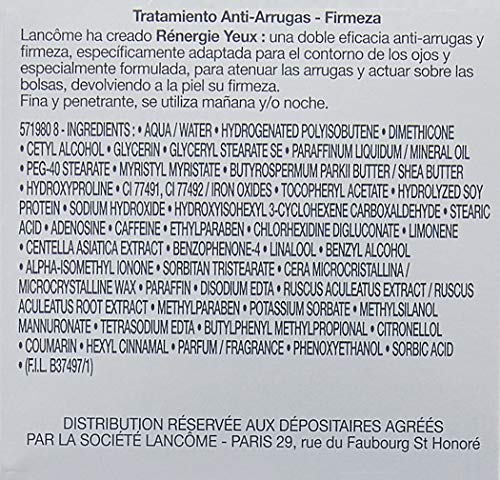 Tratamiento Anti-Arrugas - Firmeza
Lancôme ha creado Rénergie Yeux : una doble eficacia anti-arrugas y
firmeza, específicamente adaptada para el contorno de los ojos y
especialmente formulada, para atenuar las arrugas y actuar sobre las
bolsas, devolviendo a la piel su firmeza.
Fina y penetrante, se utiliza mañana y/o noche.
571980 8 - INGREDIENTS : • AQUA / WATER • HYDROGENATED POLYISOBUTENE • DIMETHICONE
• CETYL ALCOHOL • GLYCERIN • GLYCERYL STEARATE SE • PARAFFINUM LIQUIDUM / MINERAL OIL
• PEG-40 STEARATE • MYRISTYL MYRISTATE • BUTYROSPERMUM PARKII BUTTER / SHEA BUTTER
• HYDROXYPROLINE • CI 77491, CI 77492 / IRON OXIDES • TOCOPHERYL ACETATE • HYDROLYZED SOY
PROTEIN • SODIUM HYDROXIDE • HYDROXYISOHEXYL 3-CYCLOHEXENE CARBOXALDEHYDE • STEARIC
ACID • ADENOSINE • CAFFEINE • ETHYLPARABEN • CHLORHEXIDINE DIGLUCONATE • LIMONENE
• CENTELLA ASIATICA EXTRACT • BENZOPHENONE-4 • LINALOOL • BENZYL ALCOHOL
• ALPHA-ISOMETHYL IONONE • SORBITAN TRISTEARATE • CERA MICROCRISTALLINA /
MICROCRYSTALLINE WAX • PARAFFIN • DISODIUM EDTA • RUSCUS ACULEATUS EXTRACT / RUSCUS
ACULEATUS ROOT EXTRACT • METHYLPARABEN • POTASSIUM SORBATE • METHYLSILANOL
MANNURONATE • TETRASODIUM EDTA • BUTYLPHENYL METHYLPROPIONAL • CITRONELLOL
• COUMARIN • HEXYL CINNAMAL • PARFUM / FRAGRANCE • PHENOXYETHANOL • SORBIC ACID •
• (F.I.L. B37497/1)
DISTRIBUTION RÉSERVÉE AUX DÉPOSITAIRES AGRÉÉS
PAR LA SOCIÉTÉ LANCÔME - PARIS 29, rue du Faubourg St Honoré